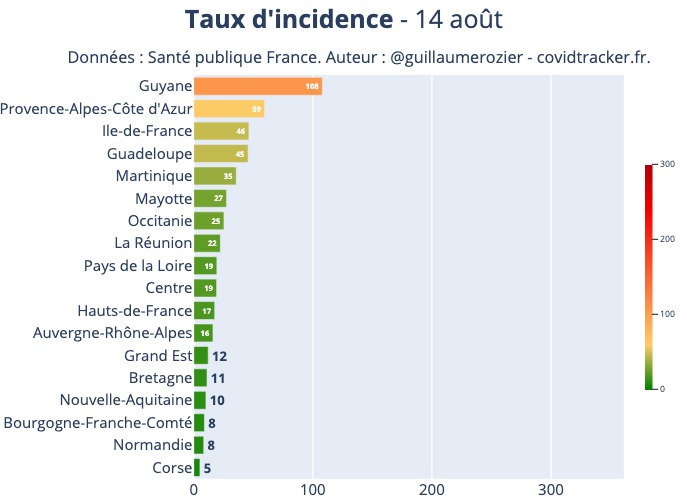 Taux d'incidence - 14 août
Données : Santé publique France. Auteur : @guillaumerozier - covidtracker.fr.
Guyane 108
Provence-Alpes-Côte d'Azur 59
Ile-de-France 46
Guadeloupe 45
Martinique 35
Mayotte 27
Occitanie 25
La Réunion 22
Pays de la Loire 19
Centre 19
Hauts-de-France 17
Auvergne-Rhône-Alpes 16
Grand Est 12
Bretagne 11
Nouvelle-Aquitaine 10
Bourgogne-Franche-Comté 8
Normandie 8
Corse 5
0 100 200 300
300
200
100
0